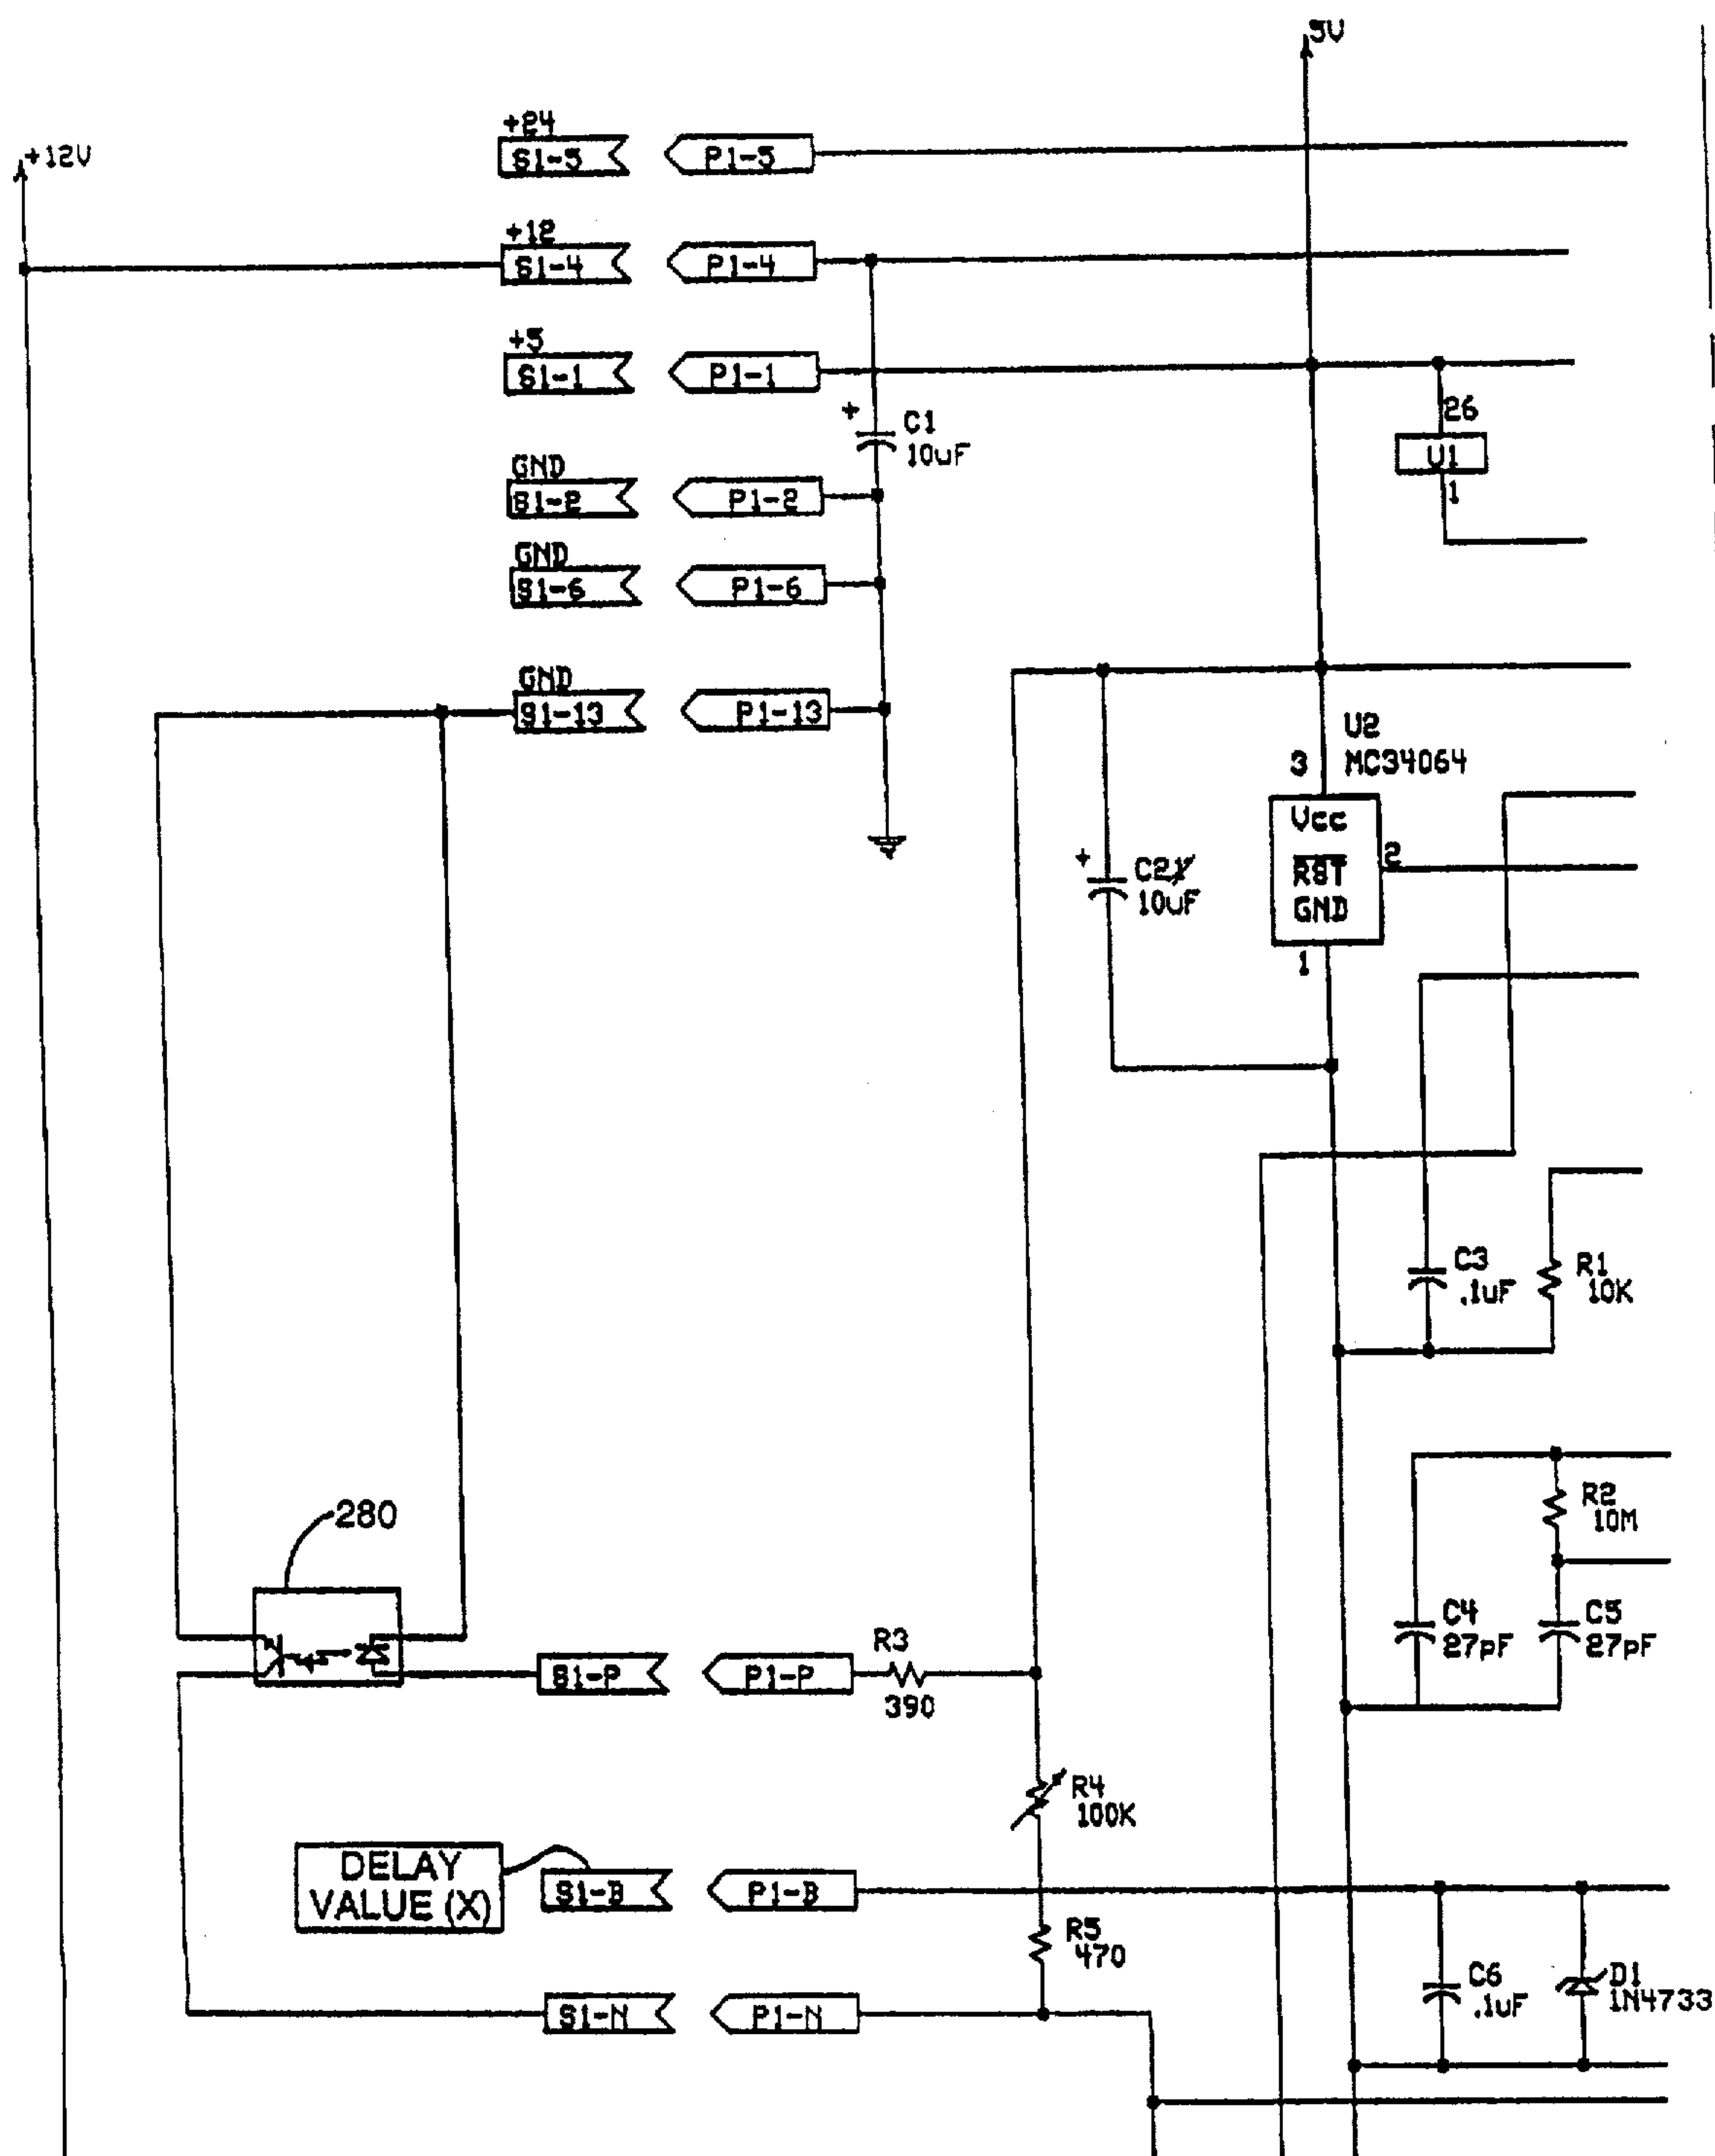 5V
+12V
+24
S1-5 P1-5
+12
S1-4 P1-4
+5
S1-1 P1-1
26
U1
1
C1
10uF
+
GND
S1-2 P1-2
GND
S1-6 P1-6
GND
S1-13 P1-13
U2
MC34064
3
Vcc
RST
GND
2
1
+
C21
10uF
C3
.1uF
R1
10K
R2
10M
C4
27pF
C5
27pF
280
S1-P P1-P
R3
390
R4
100K
DELAY
VALUE (X)
S1-B P1-B
R5
470
C6
.1uF
D1
1N4733
S1-N P1-N